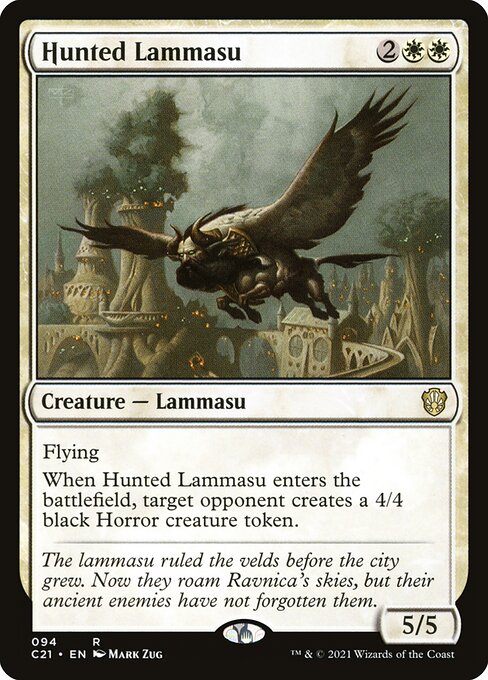 Hunted Lammasu 2
Creature — Lammasu
Flying
When Hunted Lammasu enters the
battlefield, target opponent creates a 4/4
black Horror creature token.
The lammasu ruled the velds before the city
grew. Now they roam Ravnica's skies, but their
ancient enemies have not forgotten them.
5/5
094 R
C21 • EN Mark Zug
™ & © 2021 Wizards of the Coast